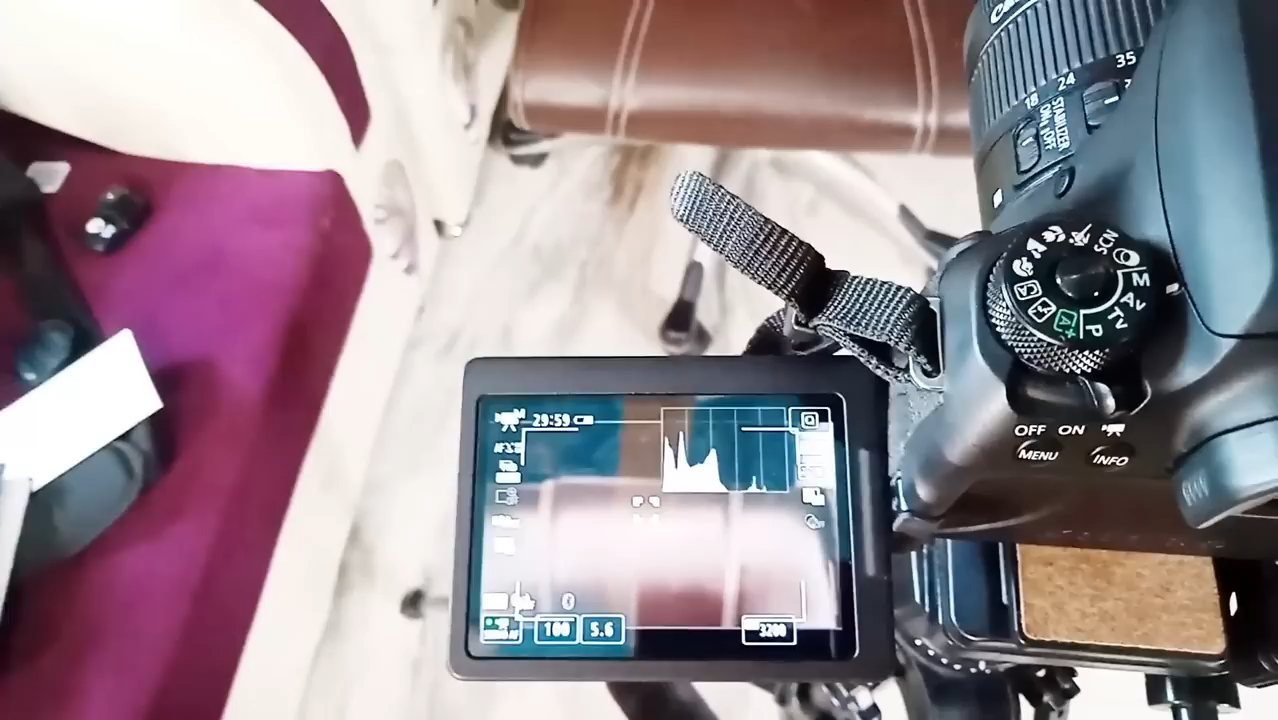 35
24
18
STABILIZER
ON OFF
SCN
M
Av
Tv
P
A+
CA
OFF ON
MENU INFO
29:59
100 5.6 3200